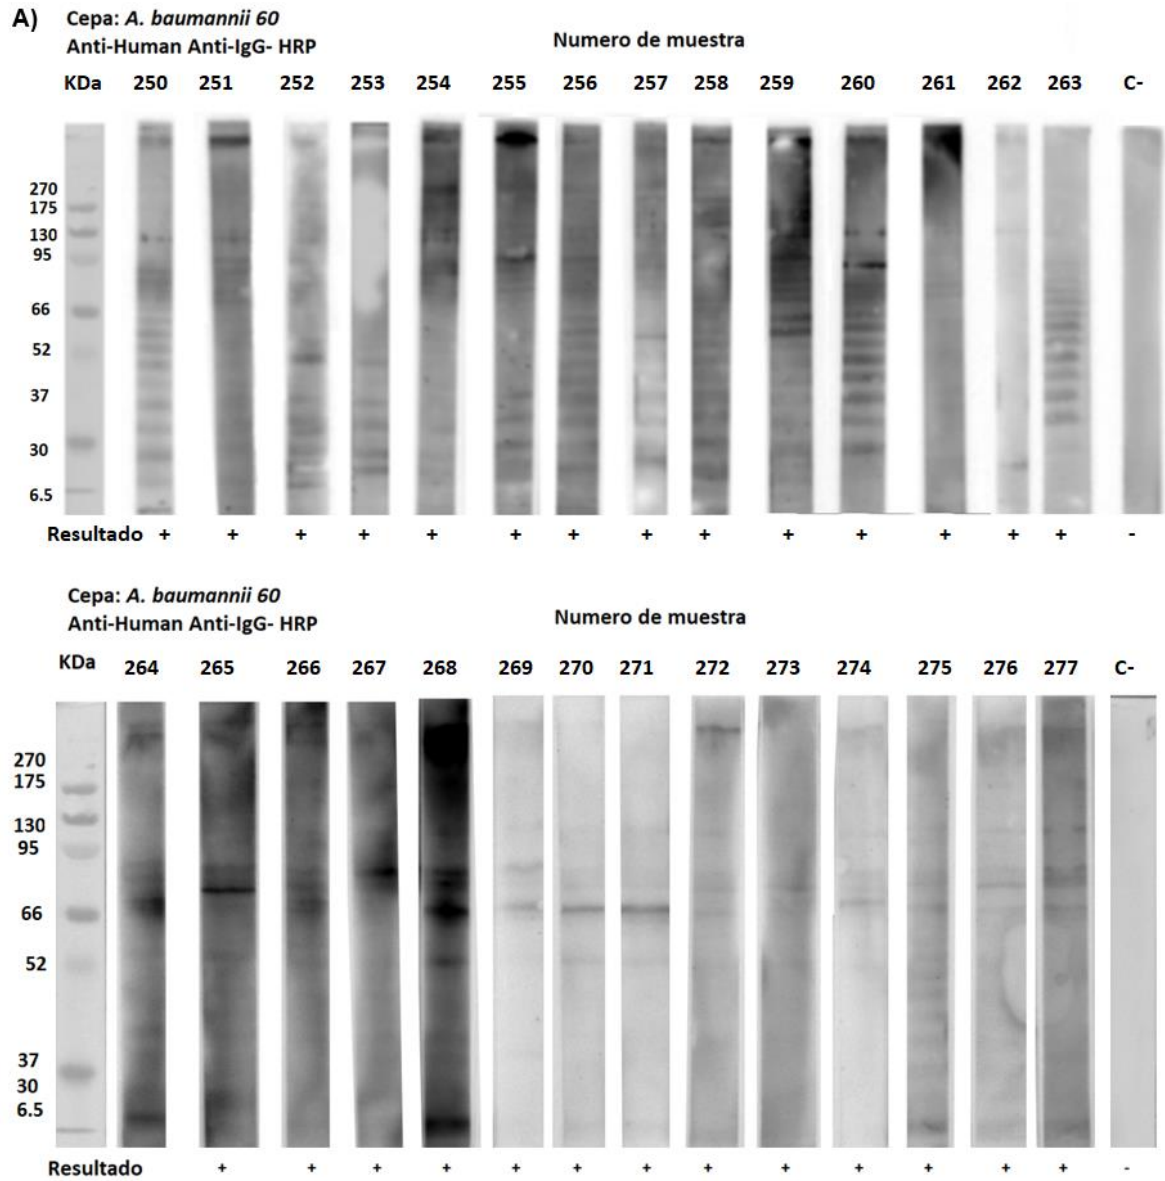 A)
Cepa: A. baumannii 60
Anti-Human Anti-IgG- HRP
Numero de muestra
KDa 250 251 252 253 254 255 256 257 258 259 260 261 262 263 C-
270
175
130
95
66
52
37
30
6.5
Resultado + + + + + + + + + + + + + + -
Cepa: A. baumannii 60
Anti-Human Anti-IgG- HRP
Numero de muestra
KDa 264 265 266 267 268 269 270 271 272 273 274 275 276 277 C-
270
175
130
95
66
52
37
30
6.5
Resultado + + + + + + + + + + + + + -